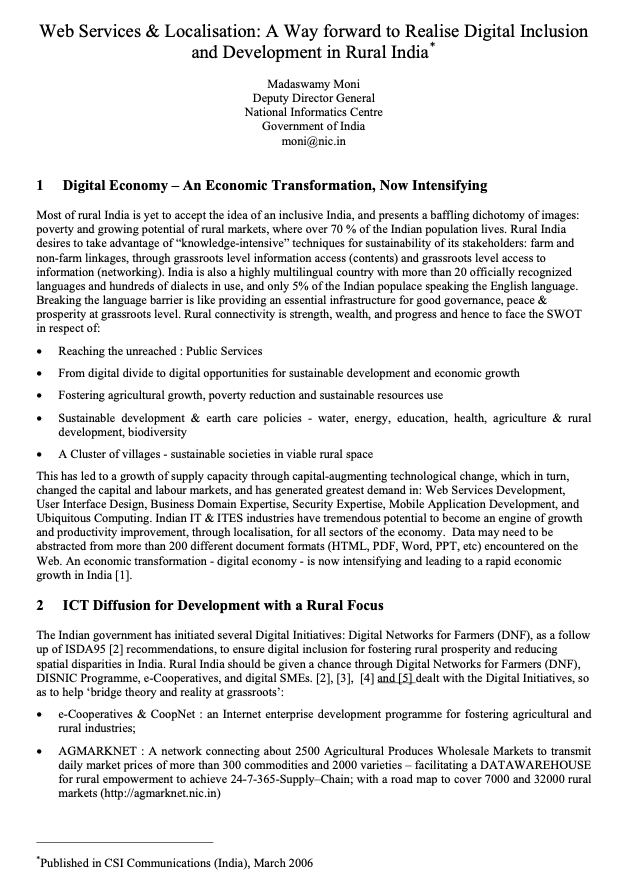 Web Services & Localisation: A Way forward to Realise Digital Inclusion
and Development in Rural India*
Madaswamy Moni
Deputy Director General
National Informatics Centre
Government of India
moni@nic.in
1 Digital Economy – An Economic Transformation, Now Intensifying
Most of rural India is yet to accept the idea of an inclusive India, and presents a baffling dichotomy of images:
poverty and growing potential of rural markets, where over 70 % of the Indian population lives. Rural India
desires to take advantage of “knowledge-intensive” techniques for sustainability of its stakeholders: farm and
non-farm linkages, through grassroots level information access (contents) and grassroots level access to
information (networking). India is also a highly multilingual country with more than 20 officially recognized
languages and hundreds of dialects in use, and only 5% of the Indian populace speaking the English language.
Breaking the language barrier is like providing an essential infrastructure for good governance, peace &
prosperity at grassroots level. Rural connectivity is strength, wealth, and progress and hence to face the SWOT
in respect of:
• Reaching the unreached : Public Services
• From digital divide to digital opportunities for sustainable development and economic growth
• Fostering agricultural growth, poverty reduction and sustainable resources use
• Sustainable development & earth care policies - water, energy, education, health, agriculture & rural
development, biodiversity
• A Cluster of villages - sustainable societies in viable rural space
This has led to a growth of supply capacity through capital-augmenting technological change, which in turn,
changed the capital and labour markets, and has generated greatest demand in: Web Services Development,
User Interface Design, Business Domain Expertise, Security Expertise, Mobile Application Development, and
Ubiquitous Computing. Indian IT & ITES industries have tremendous potential to become an engine of growth
and productivity improvement, through localisation, for all sectors of the economy. Data may need to be
abstracted from more than 200 different document formats (HTML, PDF, Word, PPT, etc) encountered on the
Web. An economic transformation - digital economy - is now intensifying and leading to a rapid economic
growth in India [1].
2 ICT Diffusion for Development with a Rural Focus
The Indian government has initiated several Digital Initiatives: Digital Networks for Farmers (DNF), as a follow
up of ISDA95 [2] recommendations, to ensure digital inclusion for fostering rural prosperity and reducing
spatial disparities in India. Rural India should be given a chance through Digital Networks for Farmers (DNF),
DISNIC Programme, e-Cooperatives, and digital SMEs. [2], [3], [4] and [5] dealt with the Digital Initiatives, so
as to help ‘bridge theory and reality at grassroots’:
• e-Cooperatives & CoopNet : an Internet enterprise development programme for fostering agricultural and
rural industries;
• AGMARKNET : A network connecting about 2500 Agricultural Produces Wholesale Markets to transmit
daily market prices of more than 300 commodities and 2000 varieties – facilitating a DATAWAREHOUSE
for rural empowerment to achieve 24-7-365-Supply–Chain; with a road map to cover 7000 and 32000 rural
markets (http://agmarknet.nic.in)
*Published in CSI Communications (India), March 2006